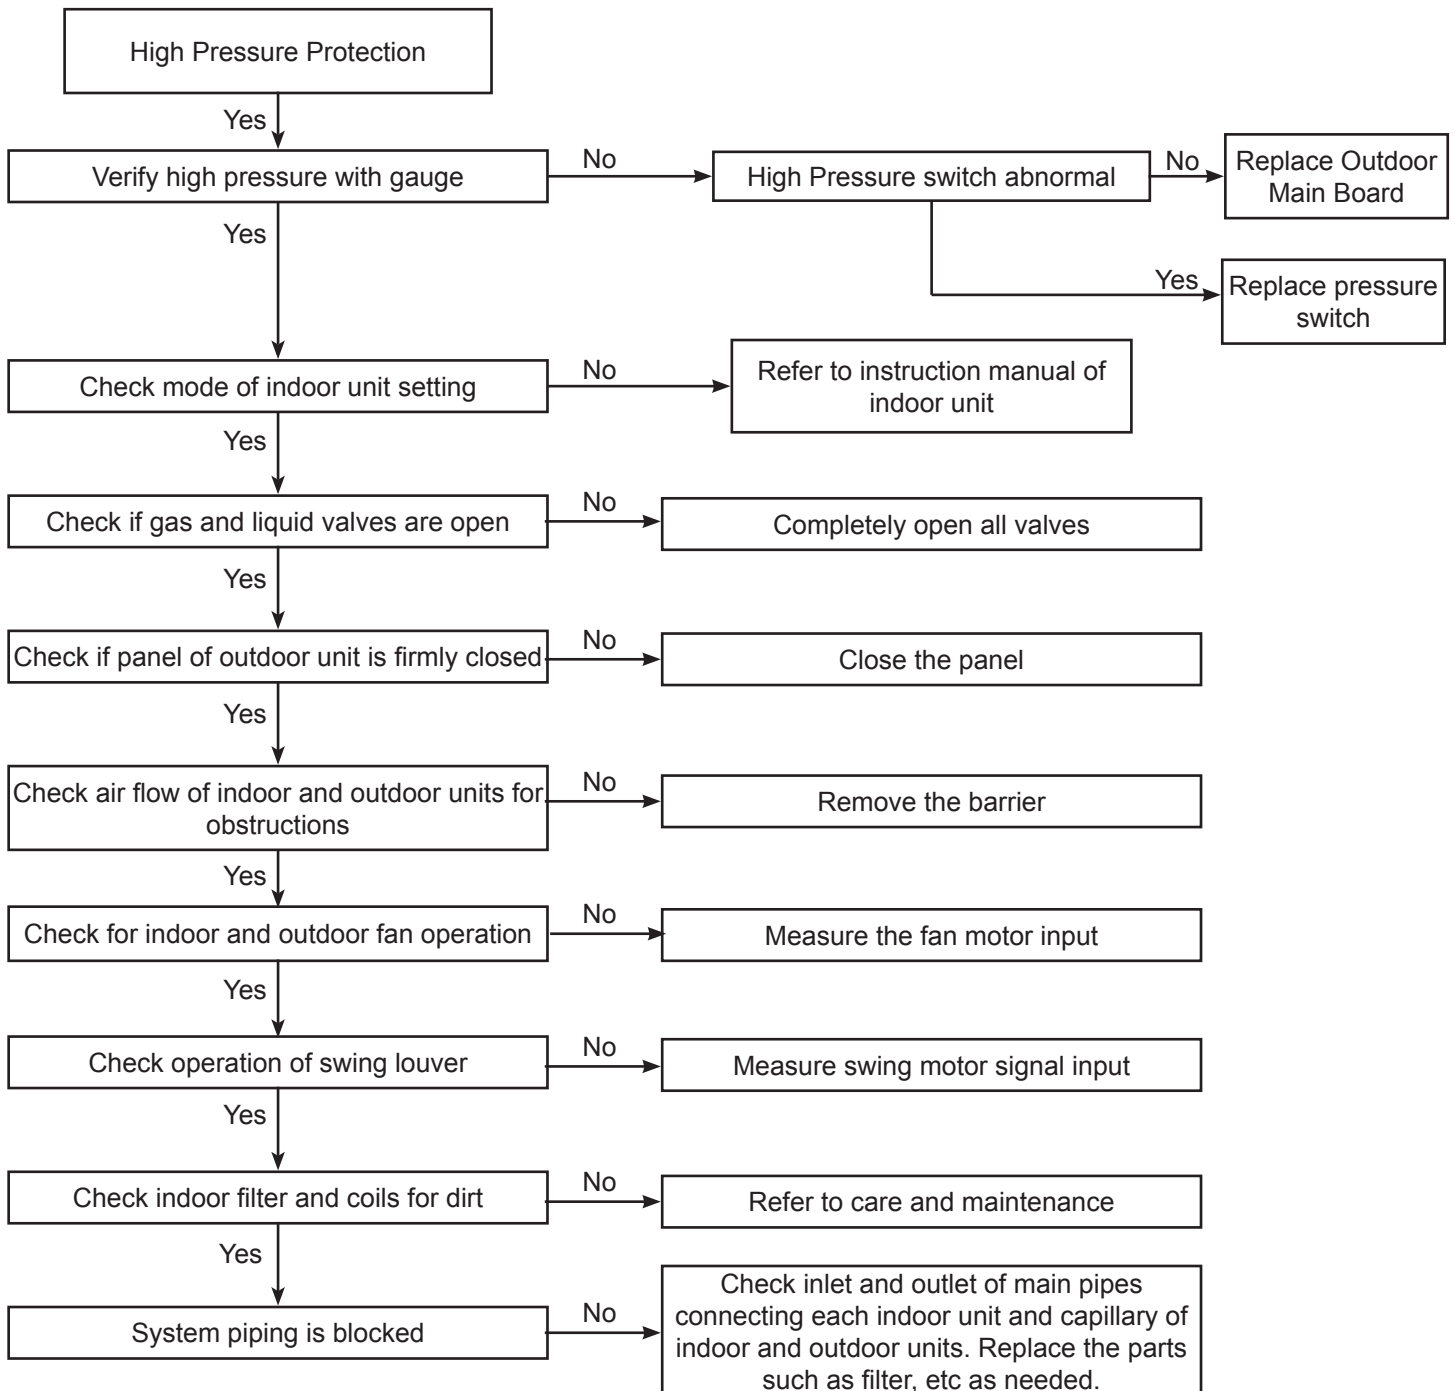 High Pressure Protection
Yes
Verify high pressure with gauge
No
High Pressure switch abnormal
No
Replace Outdoor
Main Board
Yes
Yes
Replace pressure
switch
Check mode of indoor unit setting
No
Refer to instruction manual of
indoor unit
Yes
Check if gas and liquid valves are open
No
Completely open all valves
Yes
Check if panel of outdoor unit is firmly closed
No
Close the panel
Yes
Check air flow of indoor and outdoor units for
obstructions
No
Remove the barrier
Yes
Check for indoor and outdoor fan operation
No
Measure the fan motor input
Yes
Check operation of swing louver
No
Measure swing motor signal input
Yes
Check indoor filter and coils for dirt
No
Refer to care and maintenance
Yes
System piping is blocked
No
Check inlet and outlet of main pipes
connecting each indoor unit and capillary of
indoor and outdoor units. Replace the parts
such as filter, etc as needed.